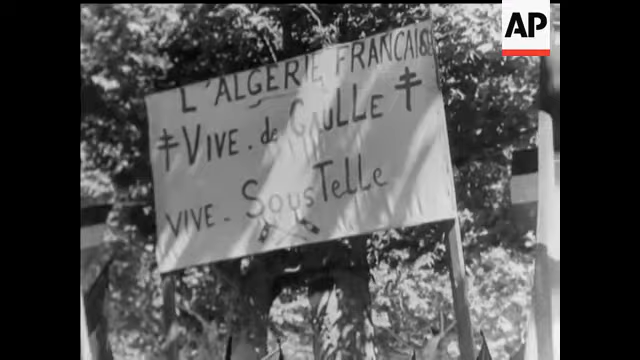 AP
L'ALGERIE FRANCAISE
VIVE. de GAULLE
VIVE. SousTelle